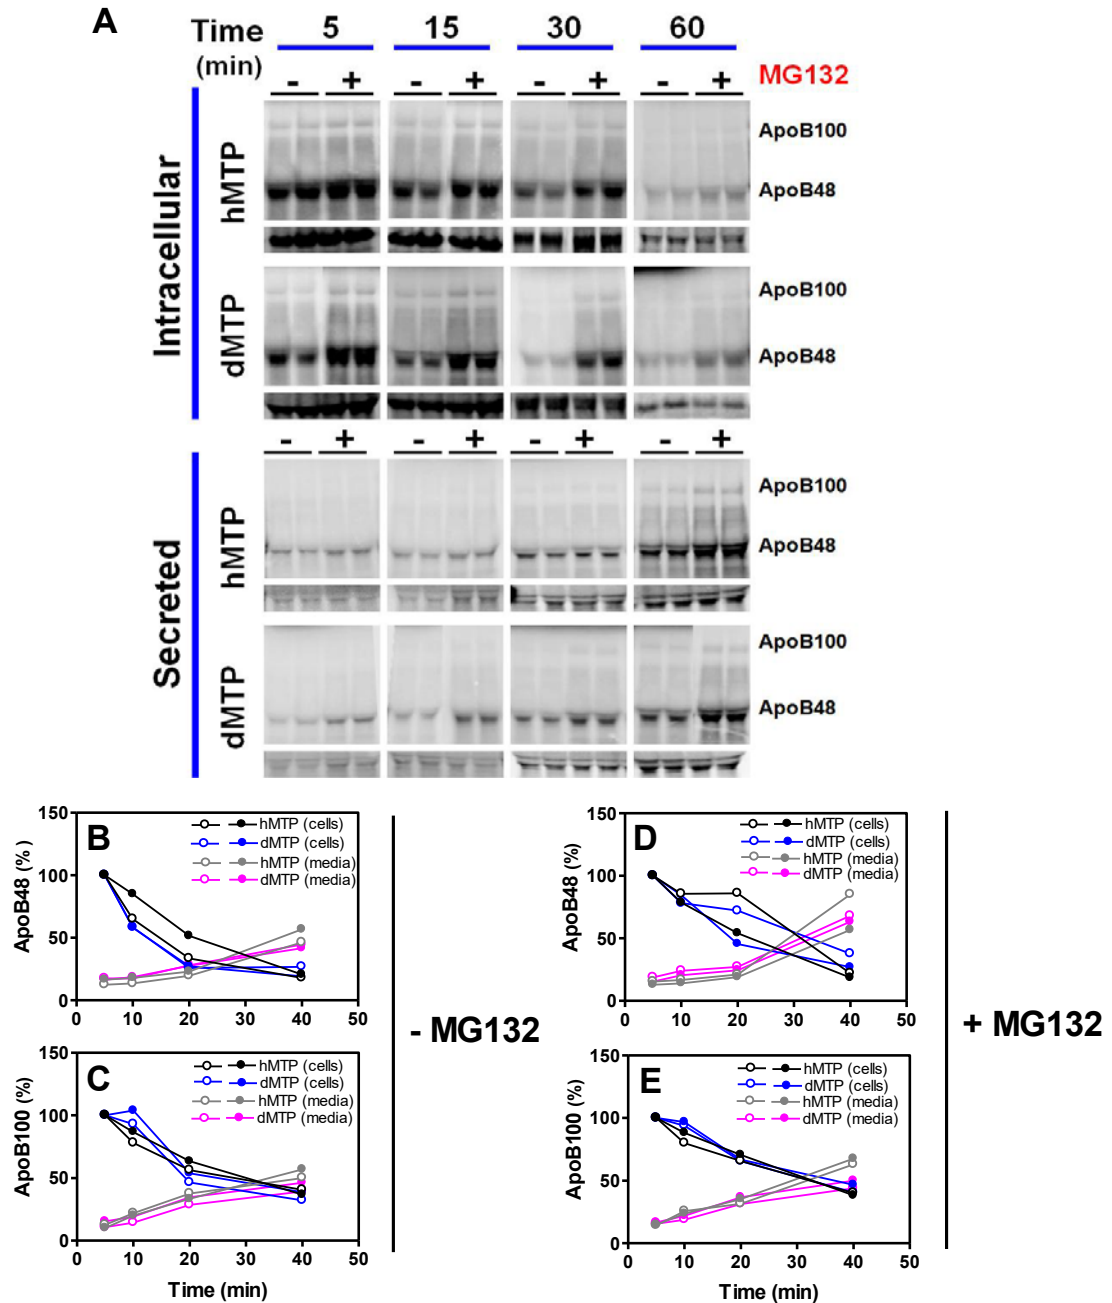 A
Time 5 15 30 60
(min)
- + - + - + - + MG132
Intracellular
hMTP
ApoB100
ApoB48
dMTP
ApoB100
ApoB48
- + - + - + - +
Secreted
hMTP
ApoB100
ApoB48
dMTP
ApoB100
ApoB48
B
ApoB48 (%)
150
100
50
0
0 10 20 30 40 50
hMTP (cells)
dMTP (cells)
hMTP (media)
dMTP (media)
C
ApoB100 (%)
150
100
50
0
0 10 20 30 40 50
Time (min)
hMTP (cells)
dMTP (cells)
hMTP (media)
dMTP (media)
- MG132
D
ApoB48 (%)
150
100
50
0
0 10 20 30 40 50
hMTP (cells)
dMTP (cells)
hMTP (media)
dMTP (media)
E
ApoB100 (%)
150
100
50
0
0 10 20 30 40 50
Time (min)
hMTP (cells)
dMTP (cells)
hMTP (media)
dMTP (media)
+ MG132